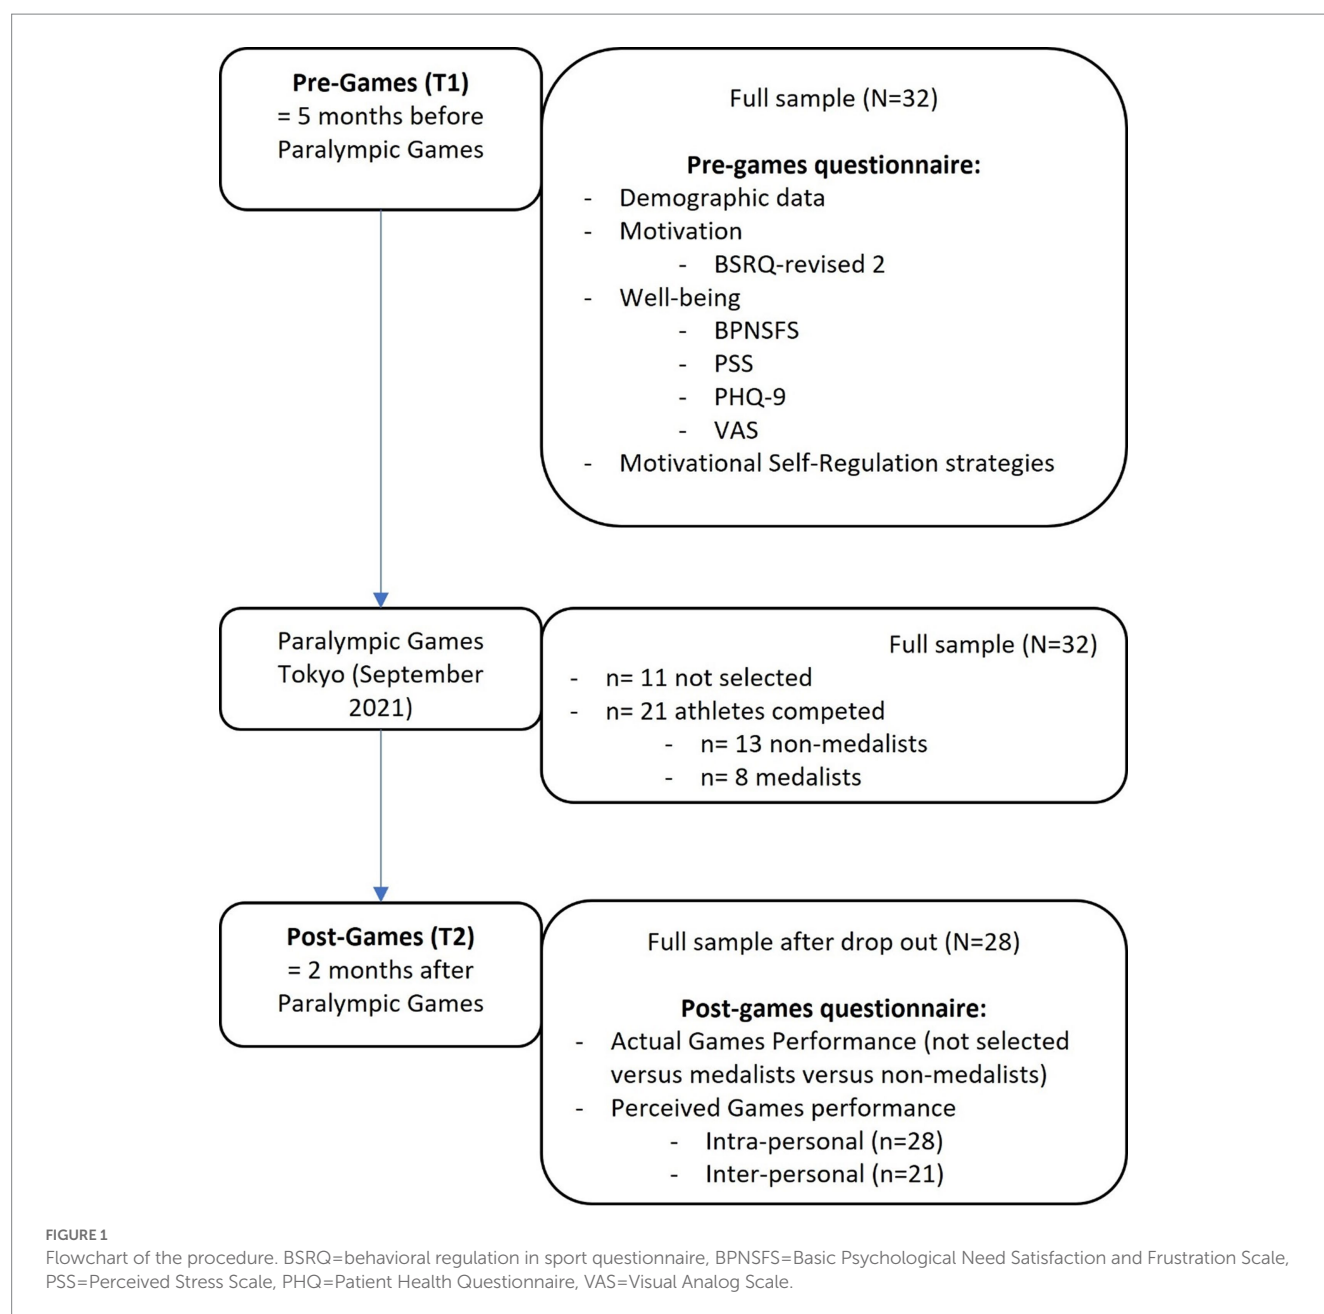 Pre-Games (T1)
= 5 months before
Paralympic Games
Full sample (N=32)
Pre-games questionnaire:
- Demographic data
- Motivation
- BSRQ-revised 2
- Well-being
- BPNSFS
- PSS
- PHQ-9
- VAS
- Motivational Self-Regulation strategies
Paralympic Games
Tokyo (September
2021)
Full sample (N=32)
- n= 11 not selected
- n= 21 athletes competed
- n= 13 non-medalists
- n= 8 medalists
Post-Games (T2)
= 2 months after
Paralympic Games
Full sample after drop out (N=28)
Post-games questionnaire:
- Actual Games Performance (not selected
versus medalists versus non-medalists)
- Perceived Games performance
- Intra-personal (n=28)
- Inter-personal (n=21)
FIGURE 1
Flowchart of the procedure. BSRQ=behavioral regulation in sport questionnaire, BPNSFS=Basic Psychological Need Satisfaction and Frustration Scale,
PSS=Perceived Stress Scale, PHQ=Patient Health Questionnaire, VAS=Visual Analog Scale.